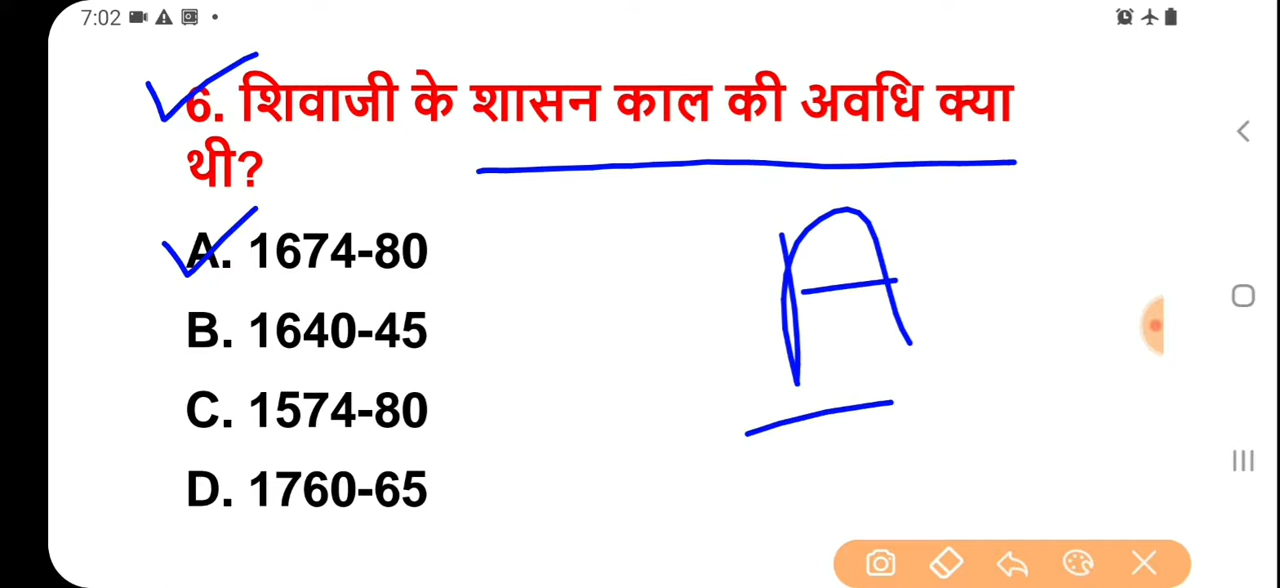 7:02
6. शिवाजी के शासन काल की अवधि क्या
थी?
A. 1674-80
B. 1640-45
C. 1574-80
D. 1760-65
A